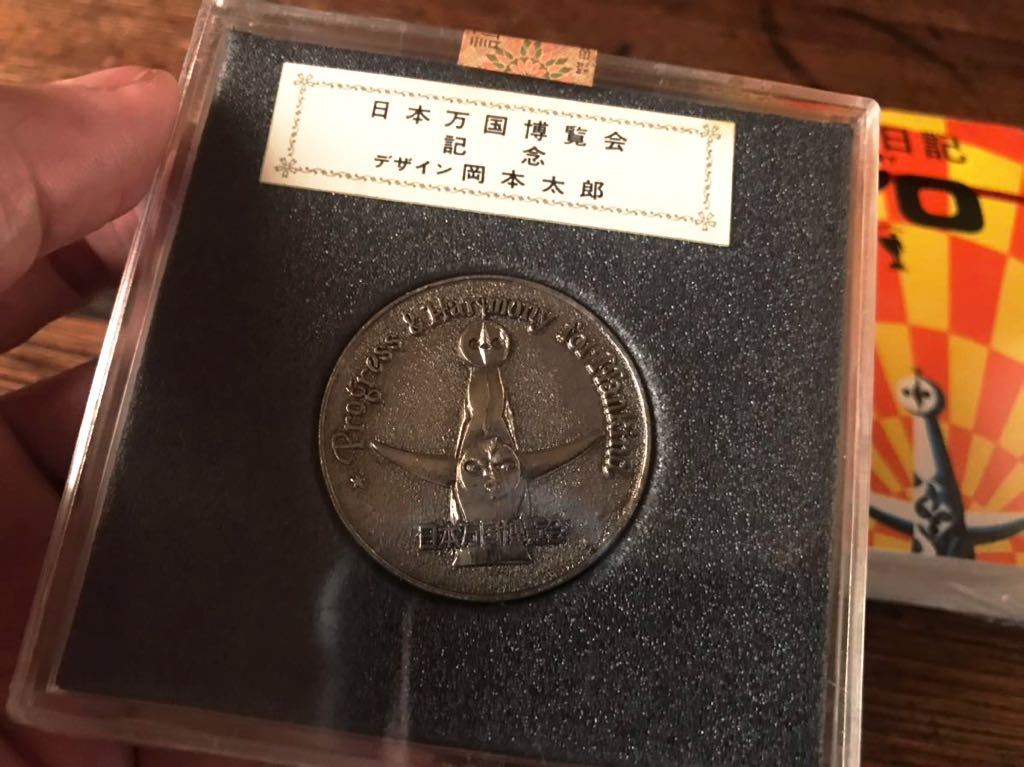 日本万国博覧会
記念
デザイン 岡本太郎
Progress & Harmony for Mankind
日本万国博覧会
日記